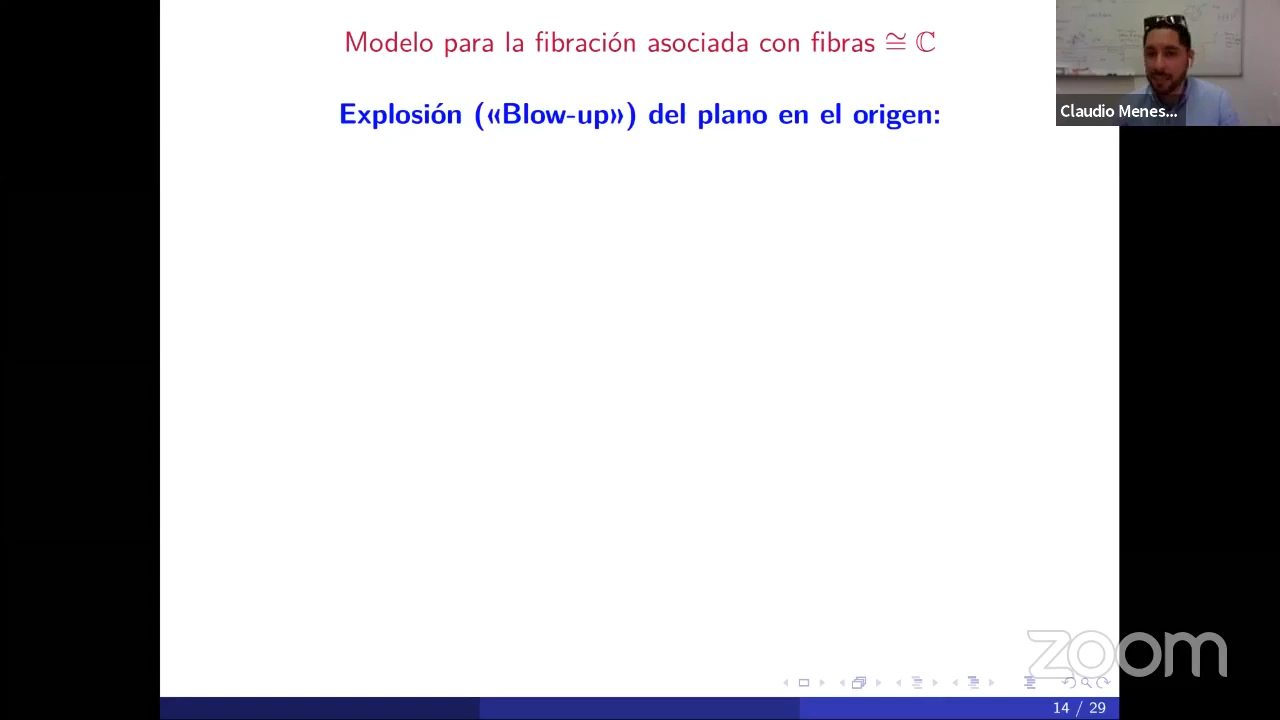 Modelo para la fibración asociada con fibras ≅ ℂ
Explosión («Blow-up») del plano en el origen:
Claudio Menes...
zoom
14 / 29